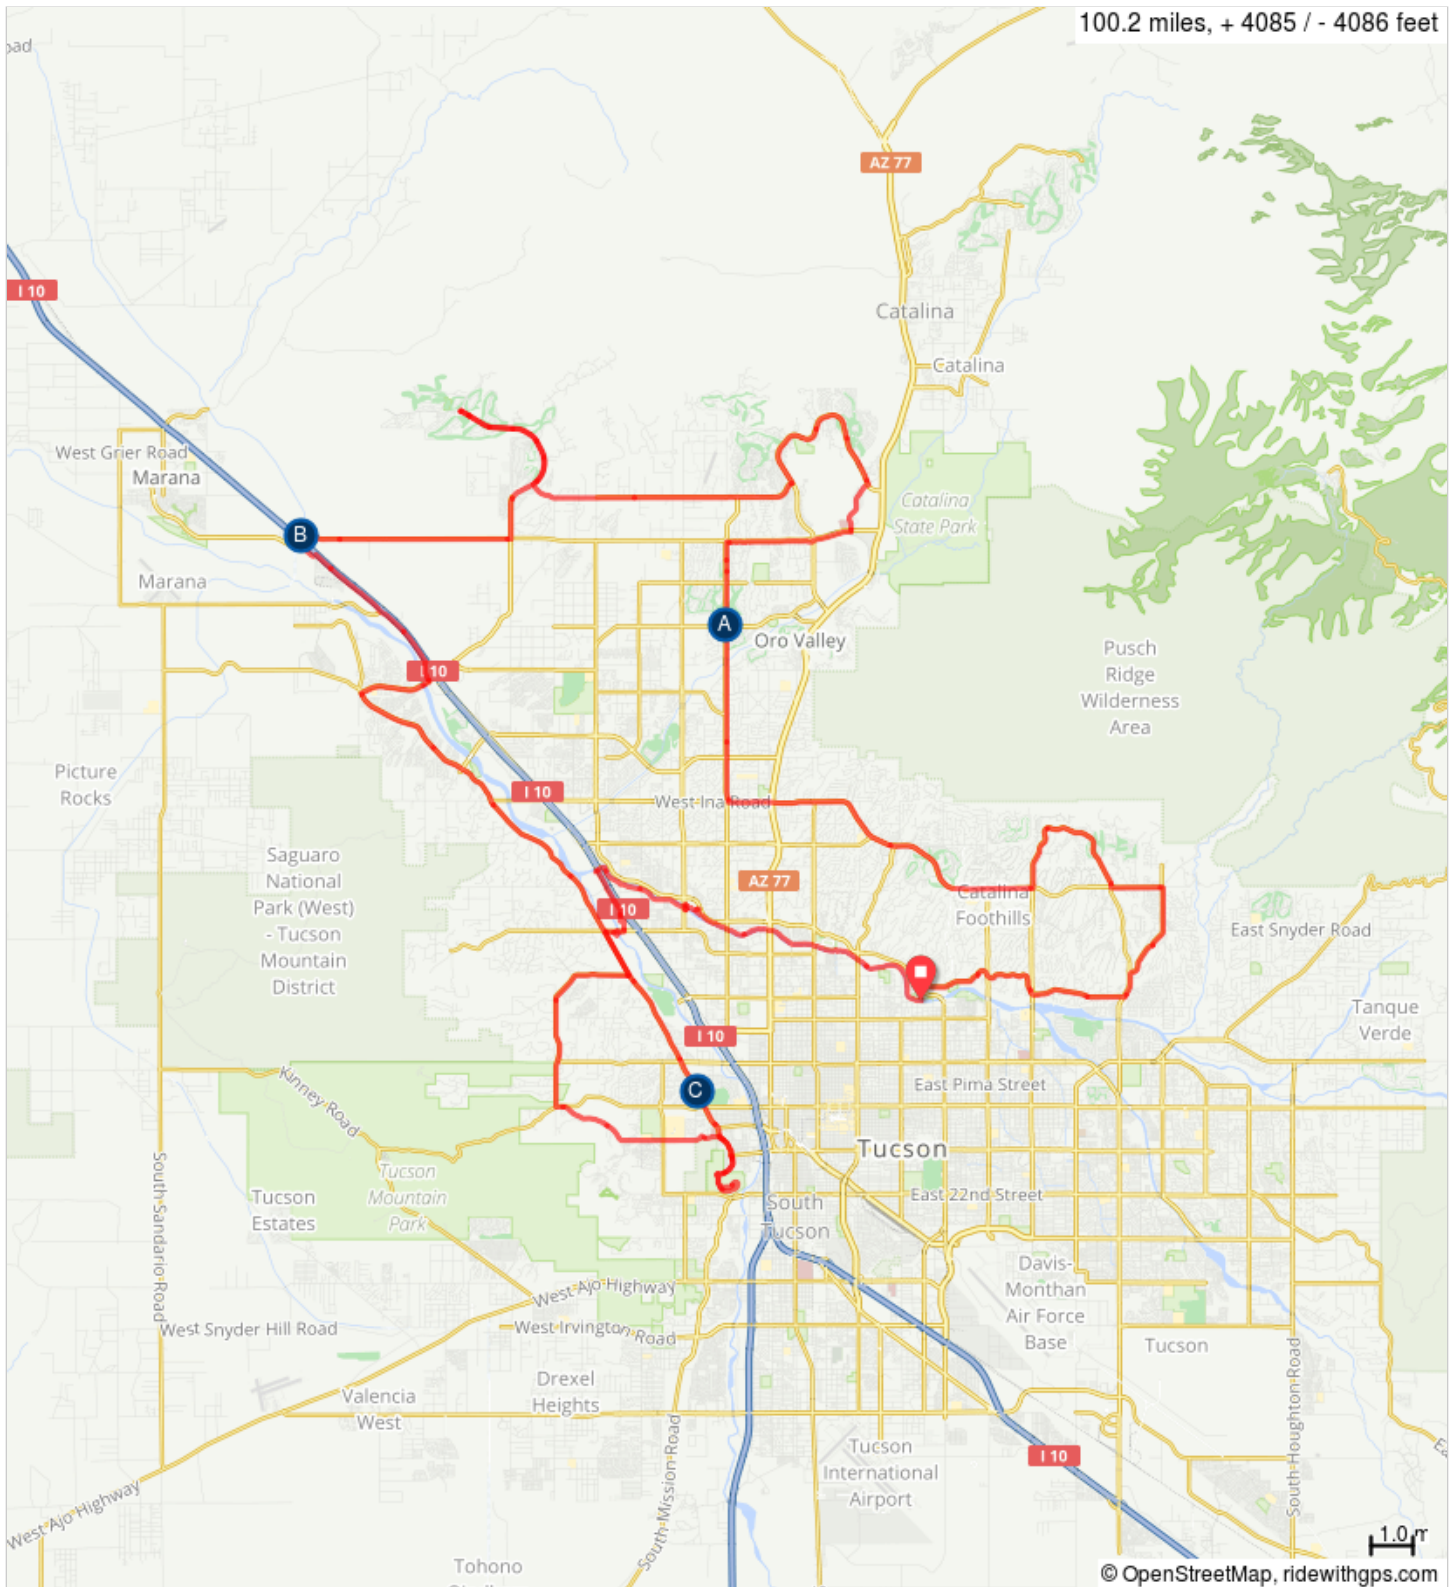 100.2 miles, + 4085 / - 4086 feet
AZ 77
I 10
Catalina
Catalina
West Grier Road
Marana
Catalina
State Park
B
Marana
A
Oro Valley
Pusch
Ridge
Wilderness
Area
I 10
Picture
Rocks
I 10
West Ina Road
Saguaro
National
Park (West)
- Tucson
Mountain
District
AZ 77
Catalina
Foothills
I 10
East Snyder Road
Tanque
Verde
I 10
Kinney Road
C
East Pima Street
Tucson
Tucson
Mountain
Park
South Sandario Road
Tucson
Estates
East 22nd Street
South
Tucson
Davis-
Monthan
Air Force
Base
West Ajo Highway
West Snyder Hill Road
West Irvington Road
Tucson
Drexel
Heights
Valencia
West
South Houghton Road
South Mission Road
Tucson
International
Airport
I 10
West Ajo Highway
1.0
Tohono
© OpenStreetMap, ridewithgps.com